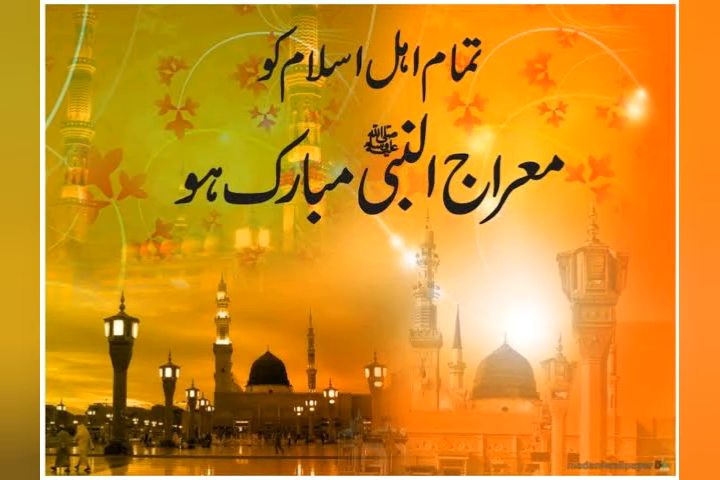 تمام اہل اسلام کو
معراج النبی ﷺ مبارک ہو